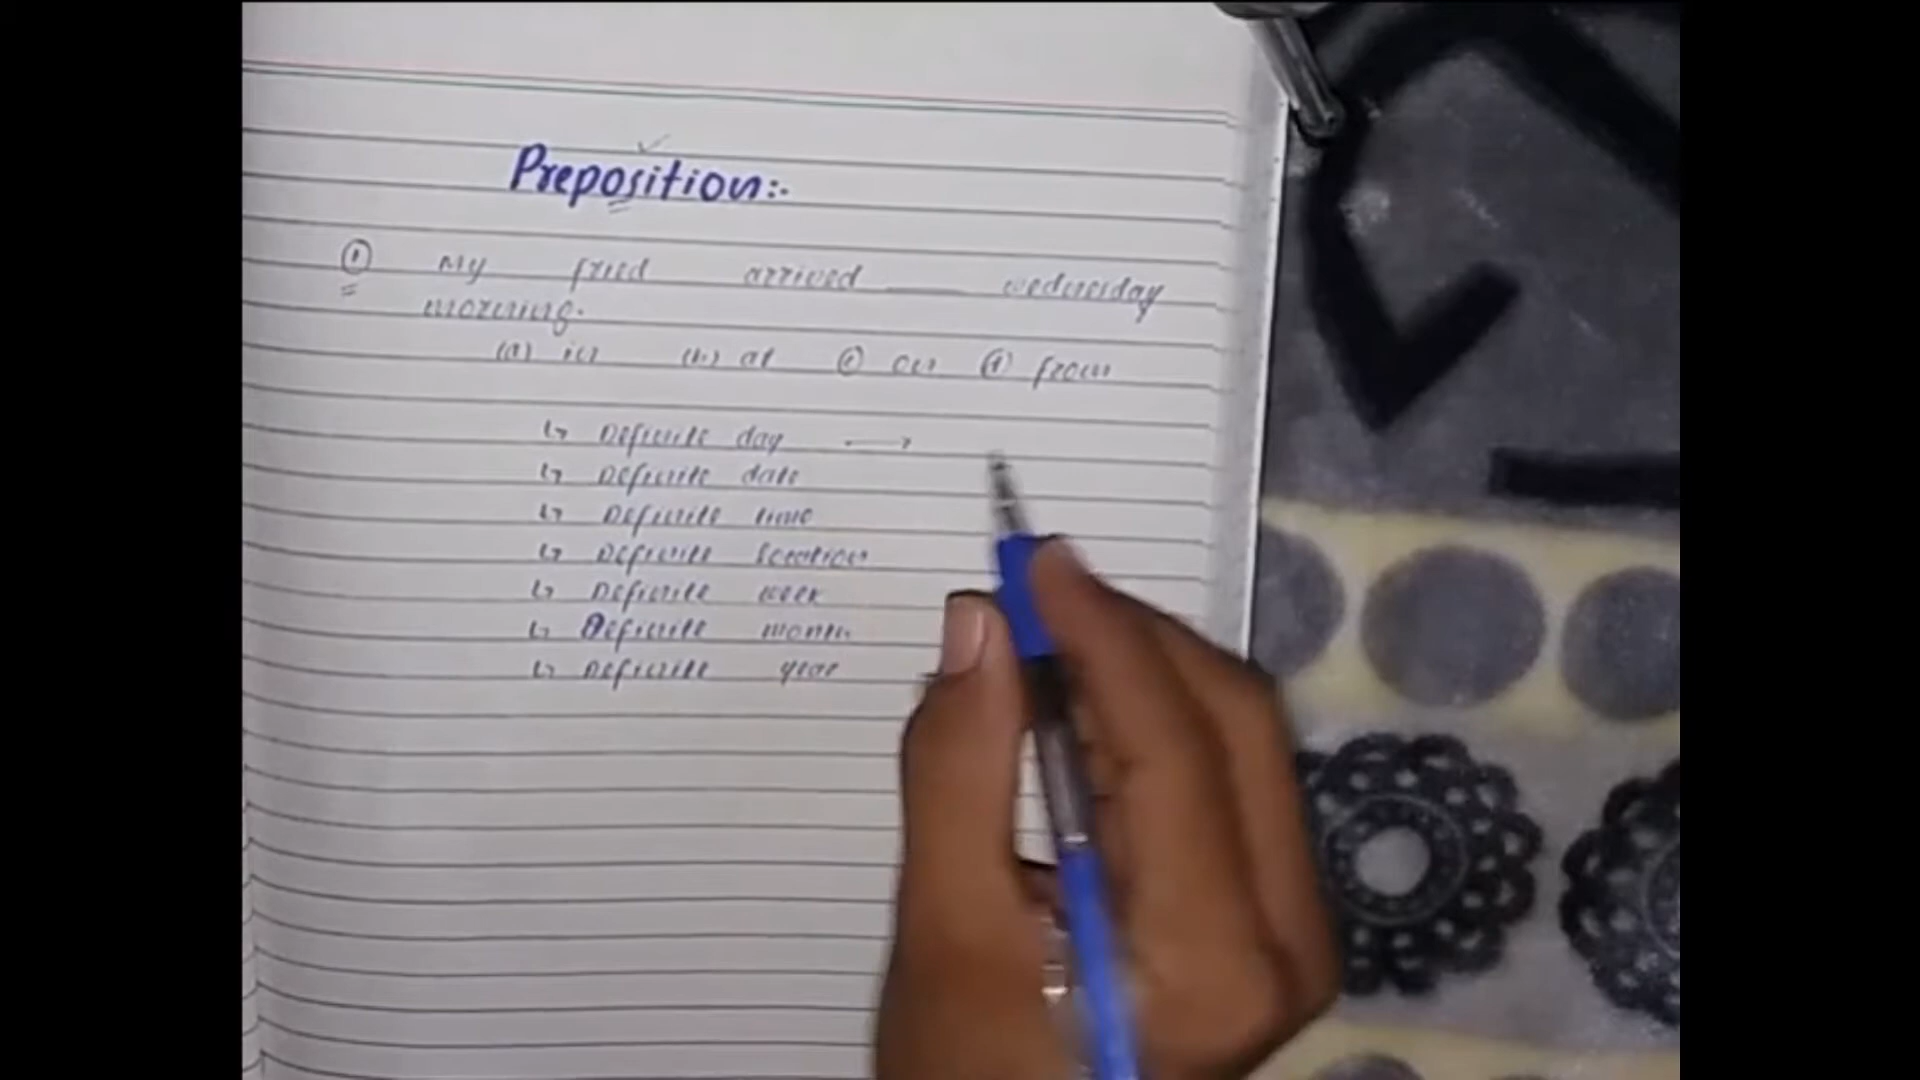 Preposition:-
① My fried arrived ____ wednesday
morning.
(a) in (b) at (c) on (d) from
↳ Definite day →
↳ Definite date
↳ Definite time
↳ Definite location
↳ Definite week
↳ Definite month
↳ Definite year